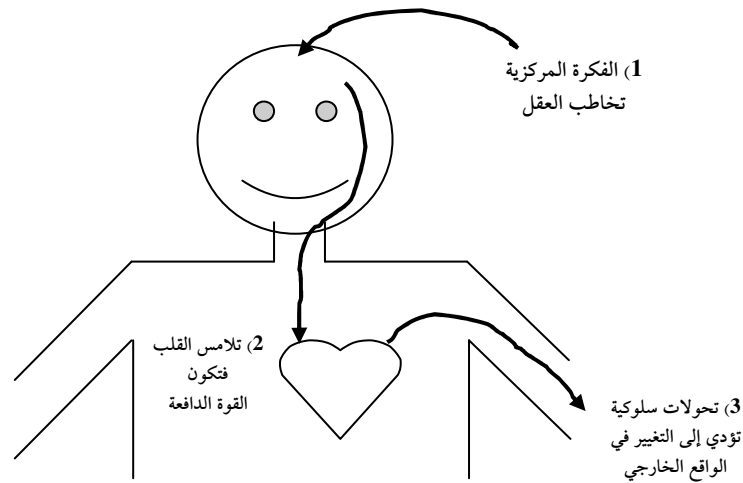 1) الفكرة المركزية
تخاطب العقل
2) تلامس القلب
فتكون
القوة الدافعة
3) تحولات سلوكية
تؤدي إلى التغيير في
الواقع الخارجي